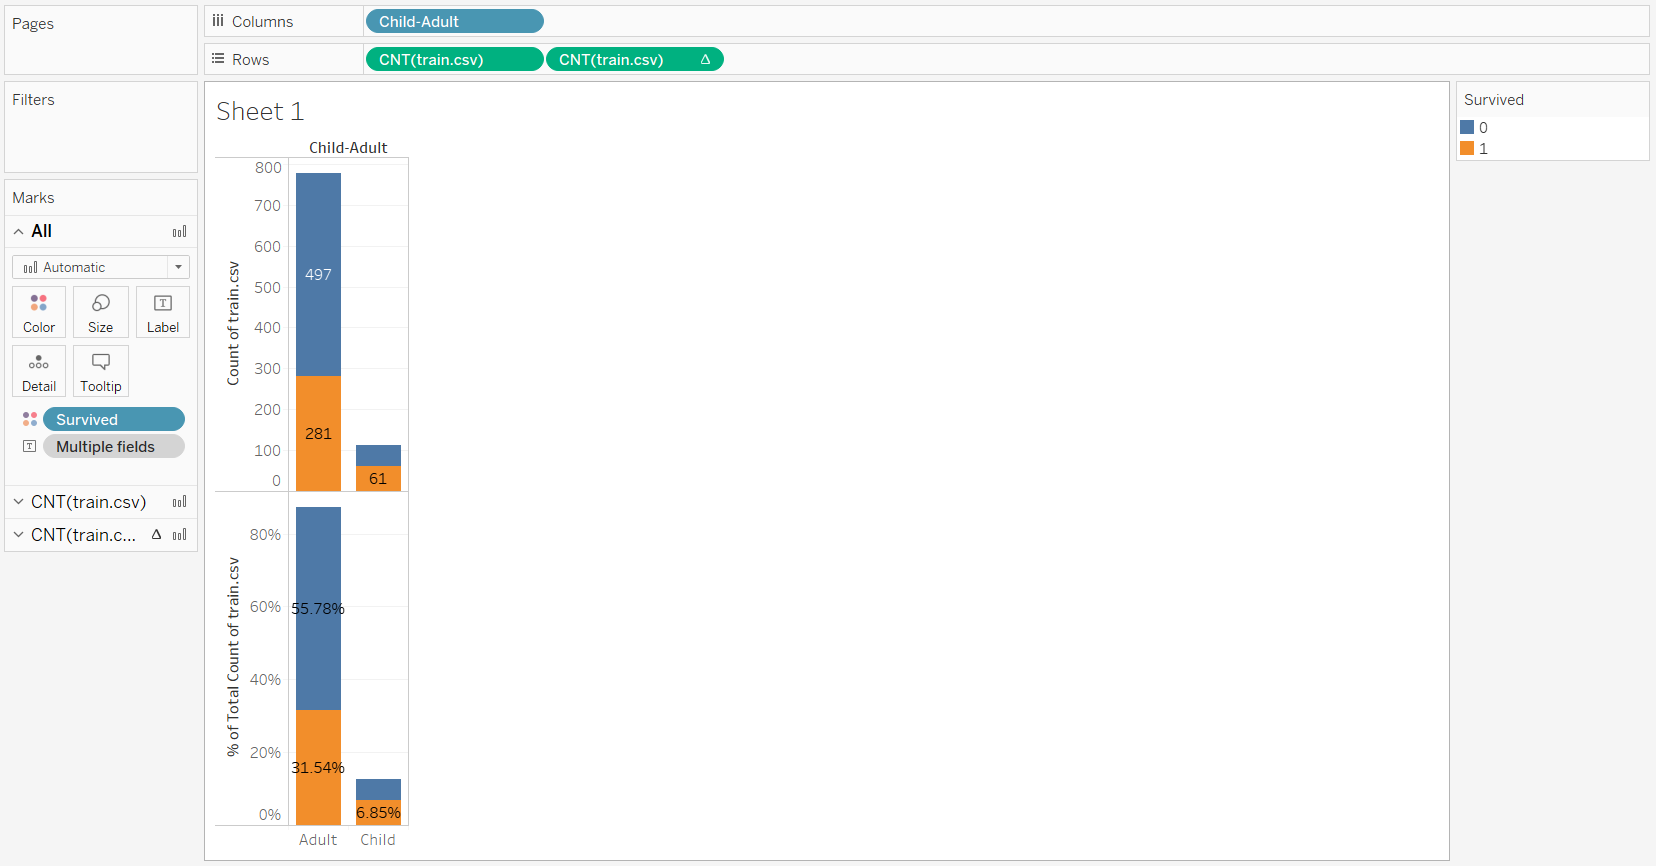 Pages
Columns
Child-Adult
Rows
CNT(train.csv)
CNT(train.csv) Δ
Filters
Marks
All
Automatic
Color
Size
Label
Detail
Tooltip
Survived
Multiple fields
CNT(train.csv)
CNT(train.c... Δ
Sheet 1
Child-Adult
Count of train.csv
800
700
600
500
400
300
200
100
0
497
281
61
% of Total Count of train.csv
80%
60%
40%
20%
0%
55.78%
31.54%
6.85%
Adult
Child
Survived
0
1